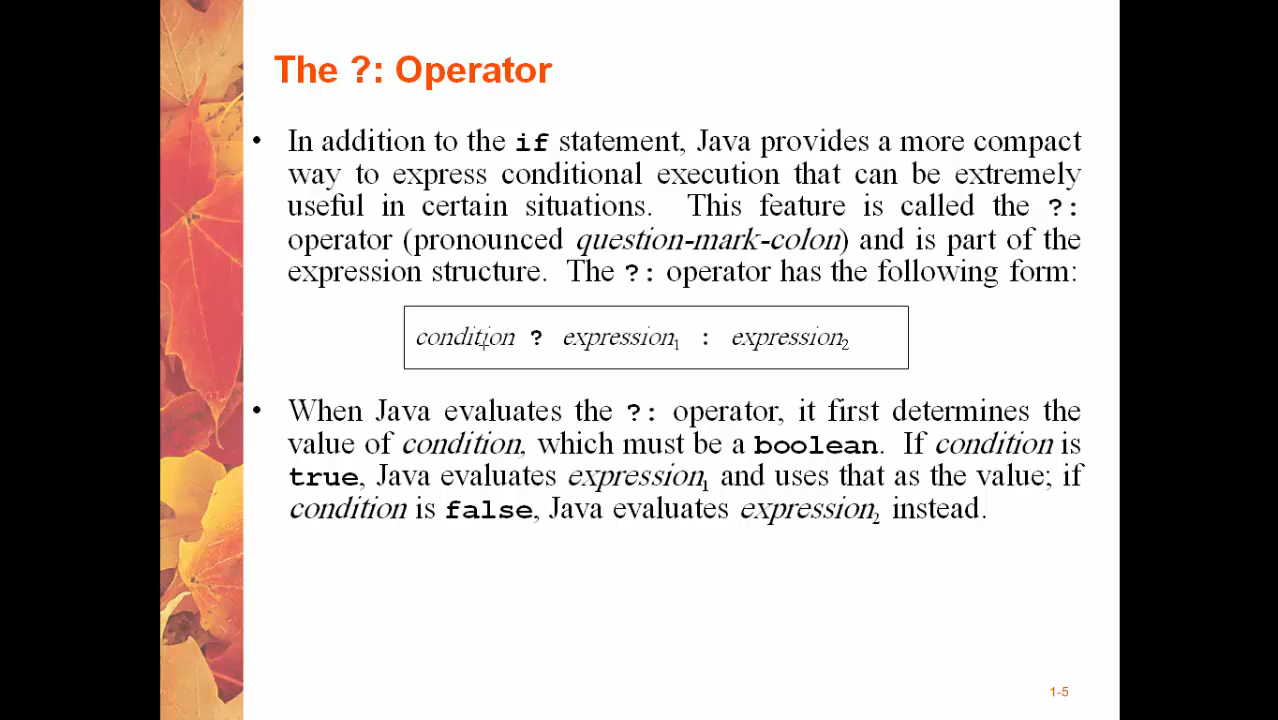 The ?: Operator
• In addition to the if statement, Java provides a more compact
way to express conditional execution that can be extremely
useful in certain situations. This feature is called the ?:
operator (pronounced question-mark-colon) and is part of the
expression structure. The ?: operator has the following form:
condition ? expression1 : expression2
• When Java evaluates the ?: operator, it first determines the
value of condition, which must be a boolean. If condition is
true, Java evaluates expression1 and uses that as the value; if
condition is false, Java evaluates expression2 instead.
1-5